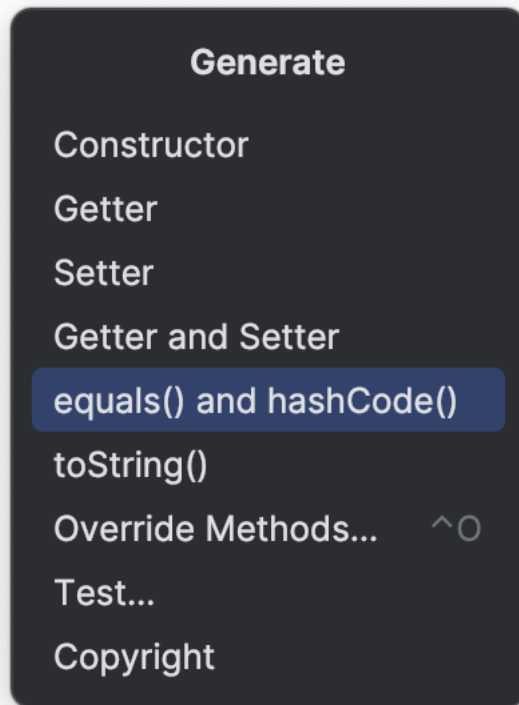 Generate
Constructor
Getter
Setter
Getter and Setter
equals() and hashCode()
toString()
Override Methods... ^O
Test...
Copyright